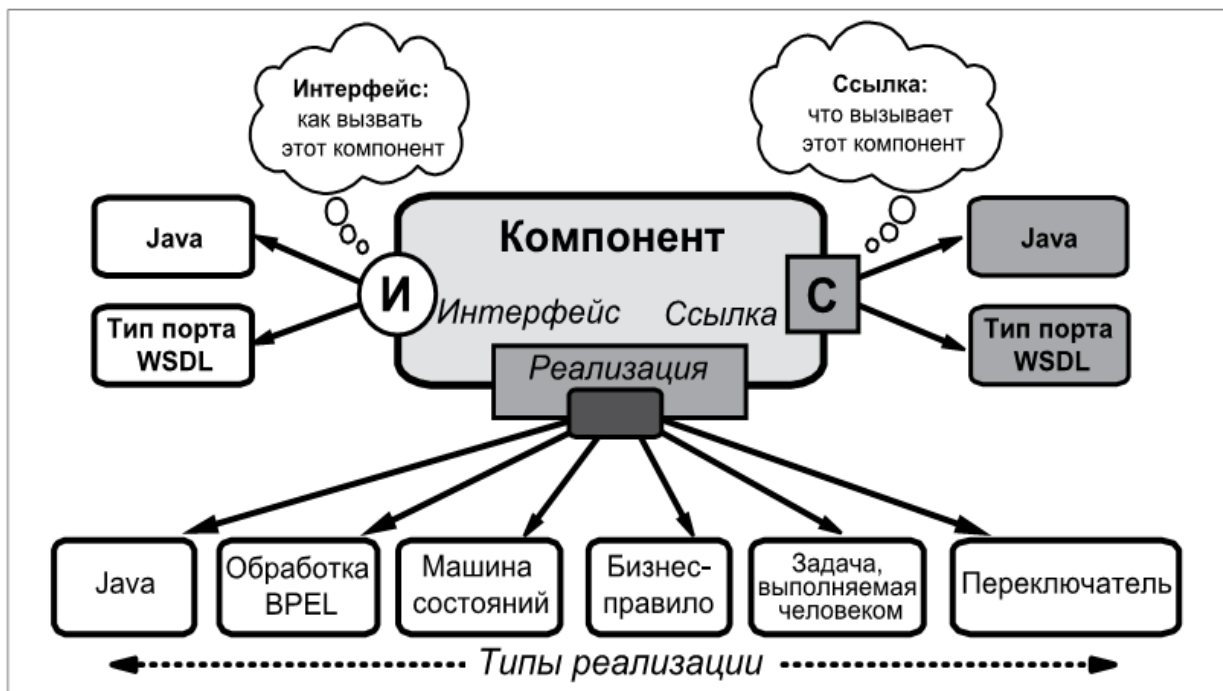 Интерфейс:
как вызвать
этот компонент
Ссылка:
что вызывает
этот компонент
Java
Тип порта
WSDL
Компонент
И
Интерфейс
Ссылка
С
Реализация
Java
Тип порта
WSDL
Java
Обработка
BPEL
Машина
состояний
Бизнес-
правило
Задача,
выполняемая
человеком
Переключатель
Типы реализации